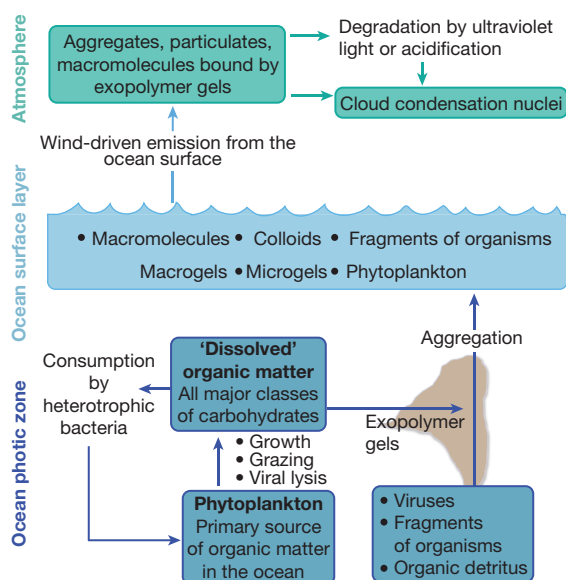 Atmosphere
Aggregates, particulates,
macromolecules bound by
exopolymer gels
Degradation by ultraviolet
light or acidification
Cloud condensation nuclei
Wind-driven emission from the
ocean surface
Ocean surface layer
• Macromolecules • Colloids • Fragments of organisms
Macrogels • Microgels • Phytoplankton
Ocean photic zone
Aggregation
Consumption
by
heterotrophic
bacteria
'Dissolved'
organic matter
All major classes
of carbohydrates
Exopolymer
gels
• Growth
• Grazing
• Viral lysis
Phytoplankton
Primary source
of organic matter
in the ocean
• Viruses
• Fragments
of organisms
• Organic detritus